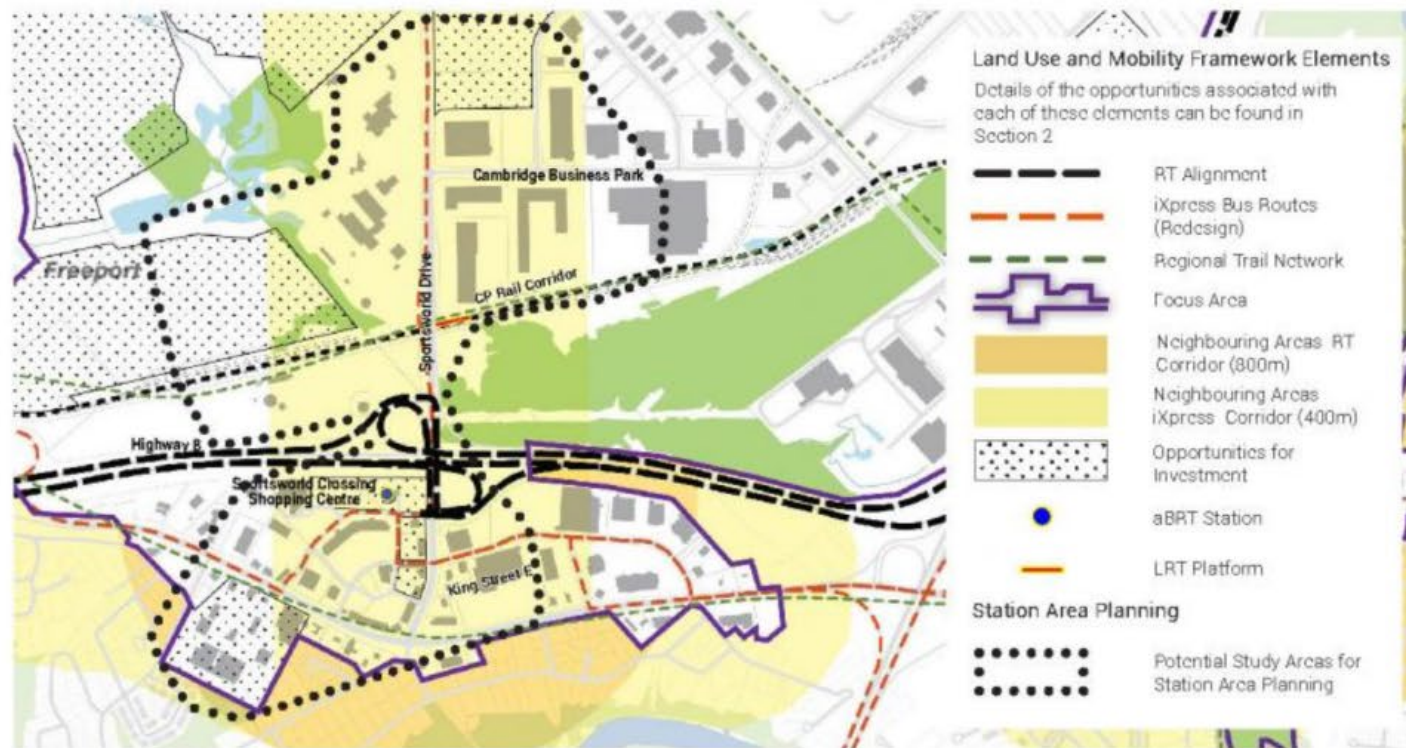 Cambridge Business Park
Freeport
Sportsworld Drive
CP Rail Corridor
Highway 8
Sportsworld Crossing
Shopping Centre
King Street E
Land Use and Mobility Framework Elements
Details of the opportunities associated with
each of these elements can be found in
Section 2
RT Alignment
iXpress Bus Routes
(Redesign)
Regional Trail Network
Focus Area
Neighbouring Areas RT
Corridor (800m)
Neighbouring Areas
iXpress Corridor (400m)
Opportunities for
Investment
aBRT Station
LRT Platform
Station Area Planning
Potential Study Areas for
Station Area Planning